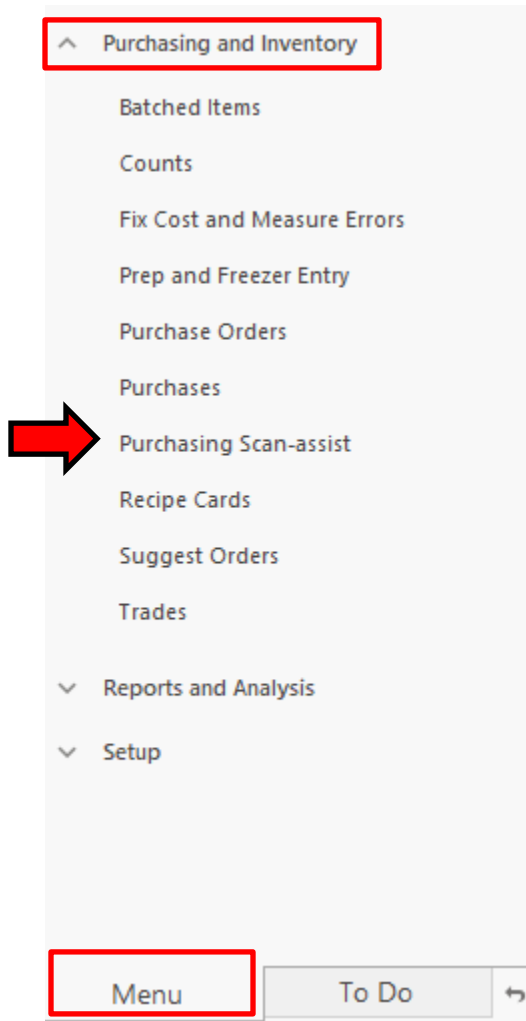 Purchasing and Inventory
Batched Items
Counts
Fix Cost and Measure Errors
Prep and Freezer Entry
Purchase Orders
Purchases
Purchasing Scan-assist
Recipe Cards
Suggest Orders
Trades
Reports and Analysis
Setup
Menu To Do